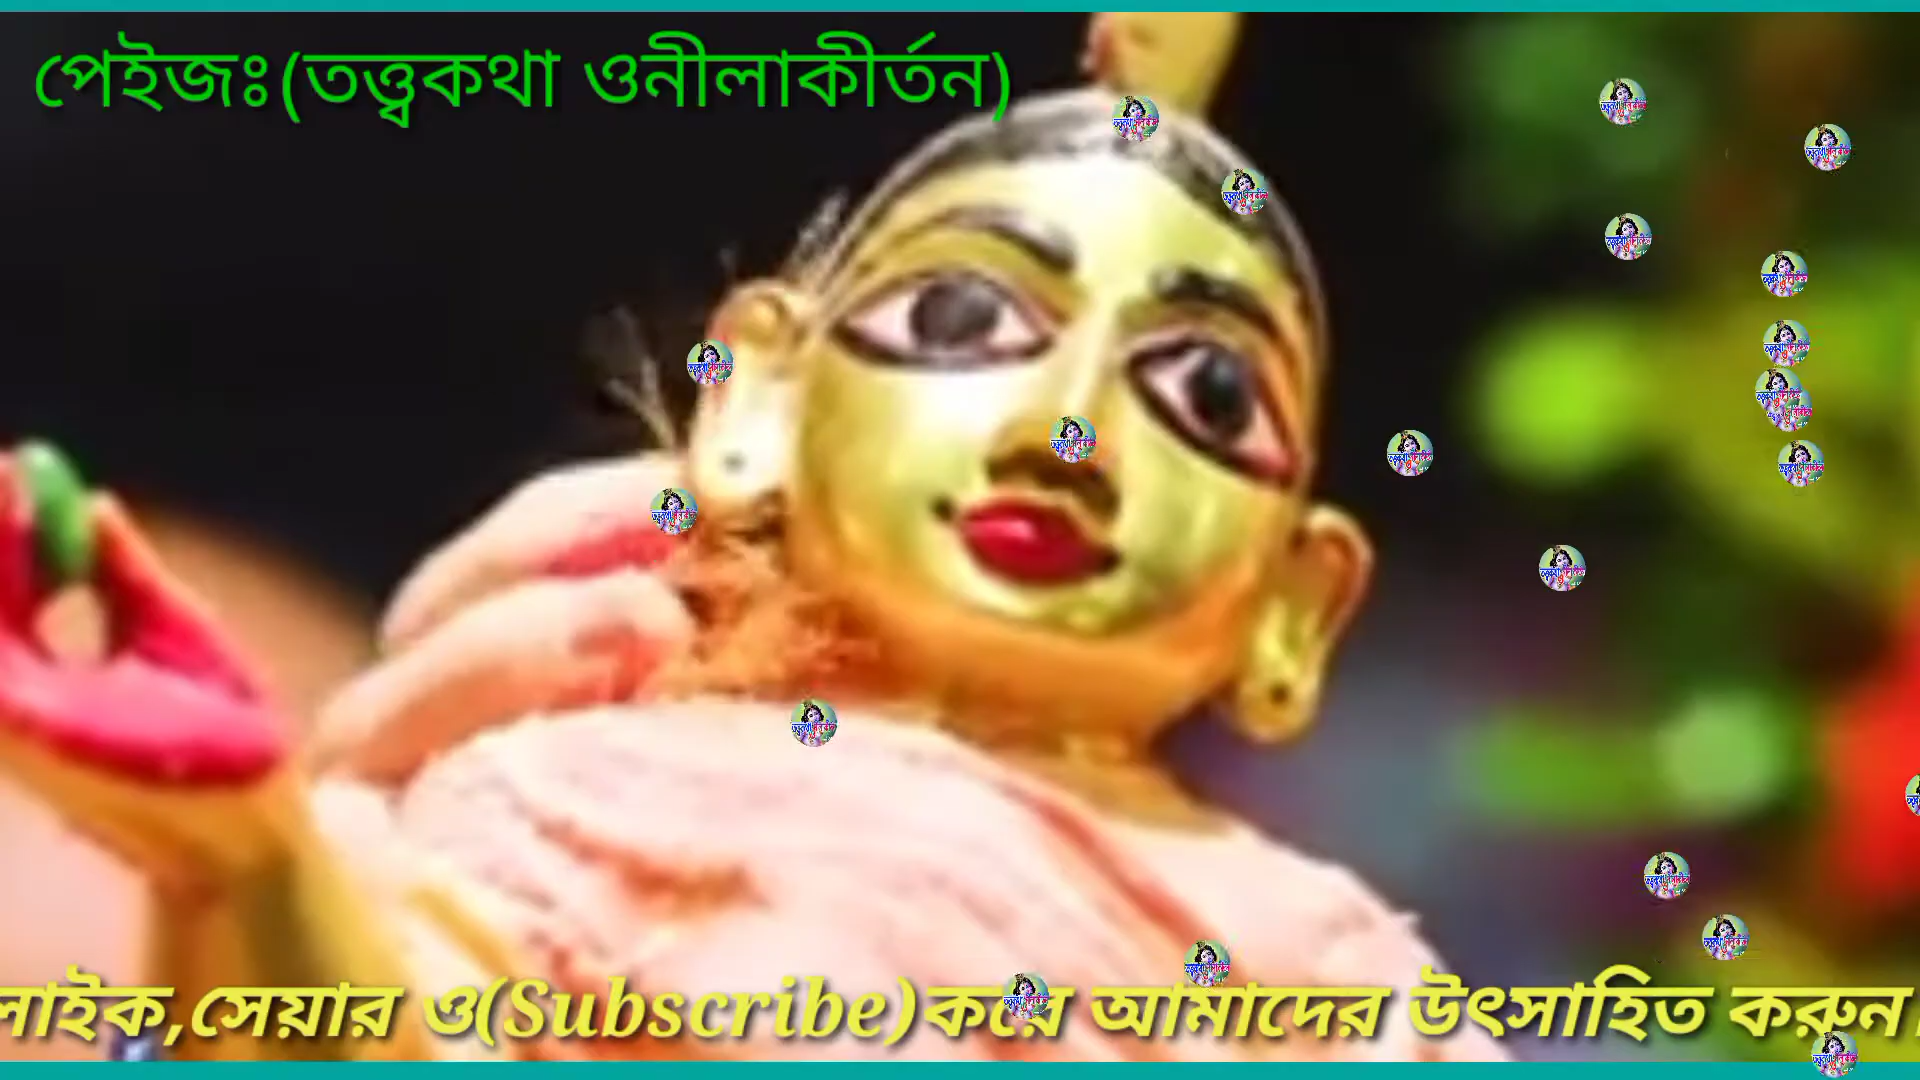 পেইজঃ(তত্ত্বকথা ওনীলাকীর্তন)
লাইক,সেয়ার ও(Subscribe)করে আমাদের উৎসাহিত করুন